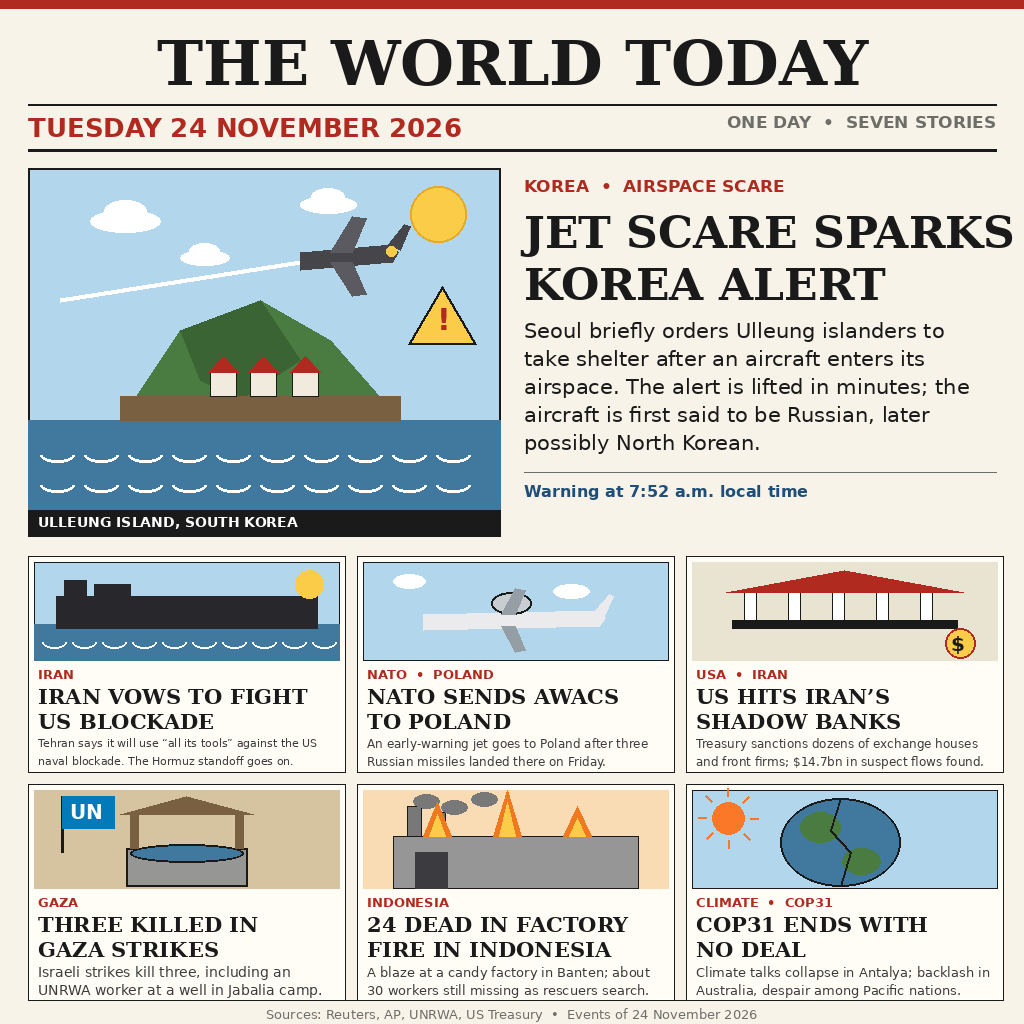 THE WORLD TODAY
TUESDAY 24 NOVEMBER 2026
ONE DAY • SEVEN STORIES
!
ULLEUNG ISLAND, SOUTH KOREA
KOREA • AIRSPACE SCARE
JET SCARE SPARKS
KOREA ALERT
Seoul briefly orders Ulleung islanders to
take shelter after an aircraft enters its
airspace. The alert is lifted in minutes; the
aircraft is first said to be Russian, later
possibly North Korean.
Warning at 7:52 a.m. local time
IRAN
IRAN VOWS TO FIGHT
US BLOCKADE
Tehran says it will use “all its tools” against the US
naval blockade. The Hormuz standoff goes on.
NATO • POLAND
NATO SENDS AWACS
TO POLAND
An early-warning jet goes to Poland after three
Russian missiles landed there on Friday.
$
USA • IRAN
US HITS IRAN’S
SHADOW BANKS
Treasury sanctions dozens of exchange houses
and front firms; $14.7bn in suspect flows found.
UN
GAZA
THREE KILLED IN
GAZA STRIKES
Israeli strikes kill three, including an
UNRWA worker at a well in Jabalia camp.
INDONESIA
24 DEAD IN FACTORY
FIRE IN INDONESIA
A blaze at a candy factory in Banten; about
30 workers still missing as rescuers search.
CLIMATE • COP31
COP31 ENDS WITH
NO DEAL
Climate talks collapse in Antalya; backlash in
Australia, despair among Pacific nations.
Sources: Reuters, AP, UNRWA, US Treasury • Events of 24 November 2026